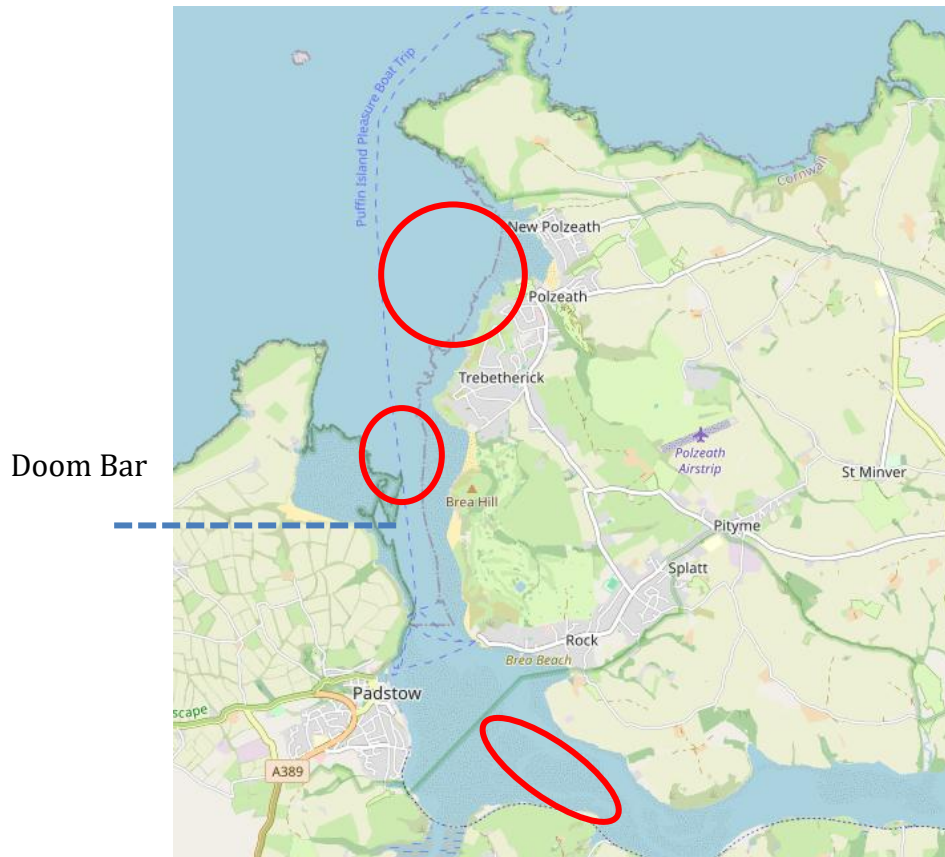 Puffin Island Pleasure Boat Trip
Cornwall
New Polzeath
Polzeath
Trebetherick
Polzeath
Airstrip
Doom Bar
St Minver
Brea Hill
Pityme
Splatt
Rock
Brea Beach
Padstow
scape
A389